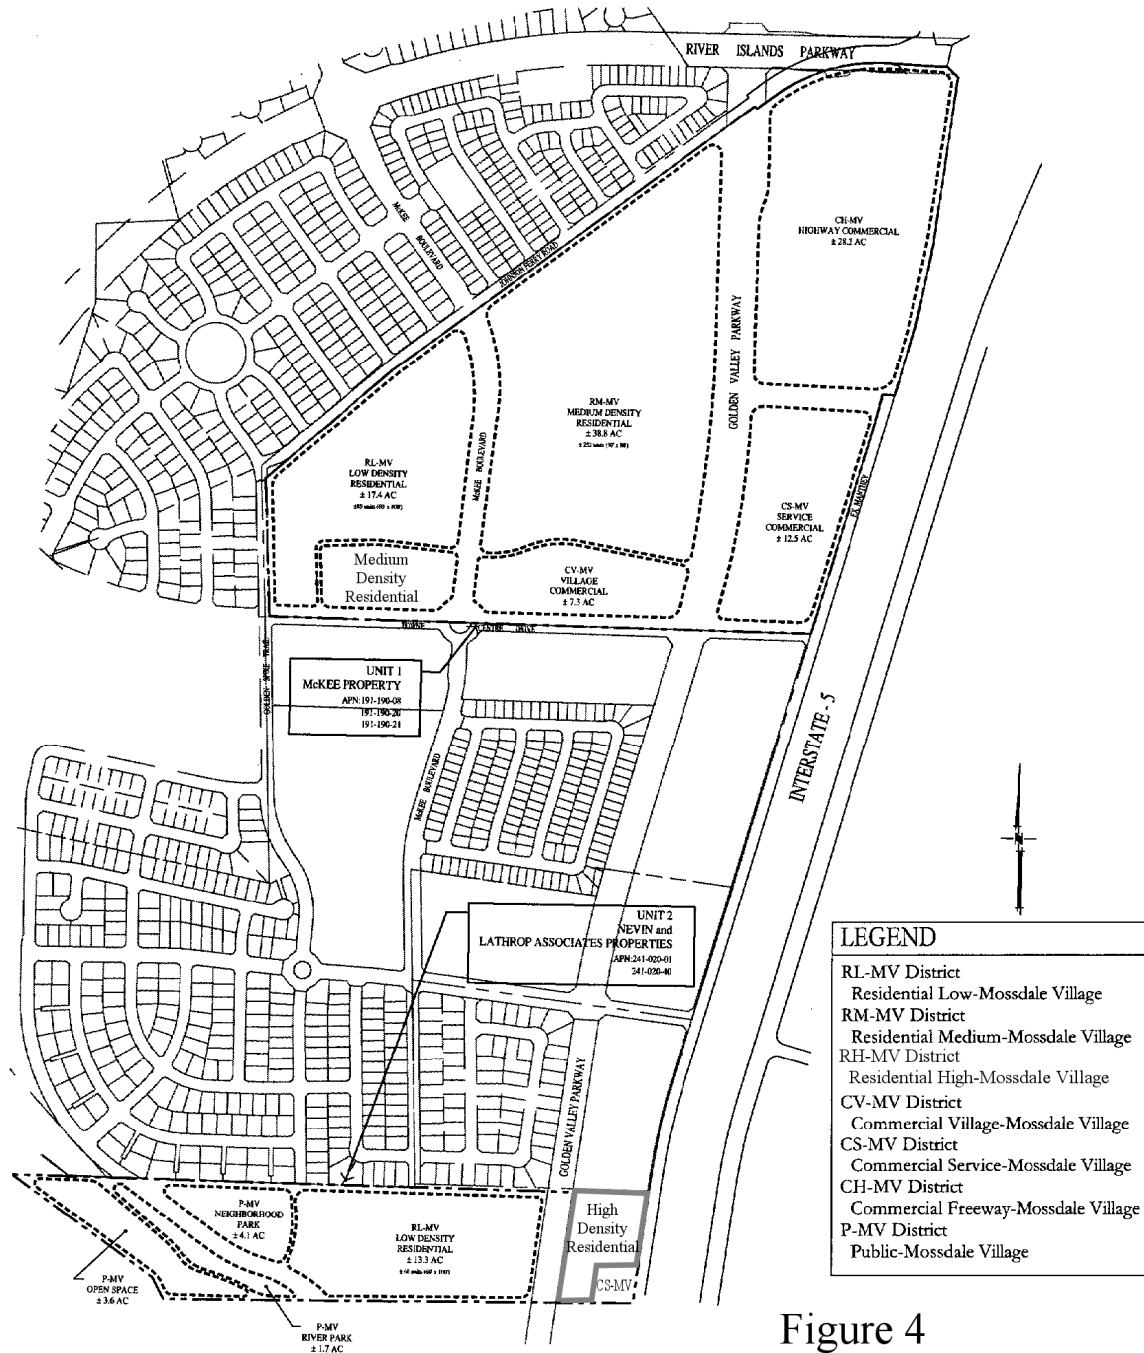 RIVER ISLANDS PARKWAY
McKEE BOULEVARD
JOHNSON FERRY ROAD
CH-MV
HIGHWAY COMMERCIAL
± 28.2 AC
GOLDEN VALLEY PARKWAY
RM-MV
MEDIUM DENSITY
RESIDENTIAL
± 38.8 AC
McKEE BOULEVARD
RL-MV
LOW DENSITY
RESIDENTIAL
± 17.4 AC
CS-MV
SERVICE
COMMERCIAL
± 12.5 AC
EX. MANTHEY
Medium
Density
Residential
CV-MV
VILLAGE
COMMERCIAL
± 7.3 AC
TOWNE CENTRE DRIVE
GOLDEN SPIKE TRAIL
UNIT 1
McKEE PROPERTY
APN:191-190-08
191-190-20
191-190-21
INTERSTATE - 5
McKEE BOULEVARD
UNIT 2
NEVIN and
LATHROP ASSOCIATES PROPERTIES
APN:241-020-01
241-020-40
N
LEGEND
RL-MV District
Residential Low-Mossdale Village
RM-MV District
Residential Medium-Mossdale Village
RH-MV District
Residential High-Mossdale Village
CV-MV District
Commercial Village-Mossdale Village
CS-MV District
Commercial Service-Mossdale Village
CH-MV District
Commercial Freeway-Mossdale Village
P-MV District
Public-Mossdale Village
GOLDEN VALLEY PARKWAY
P-MV
NEIGHBORHOOD
PARK
± 4.1 AC
RL-MV
LOW DENSITY
RESIDENTIAL
± 13.3 AC
High
Density
Residential
CS-MV
P-MV
OPEN SPACE
± 3.6 AC
P-MV
RIVER PARK
± 1.7 AC
Figure 4